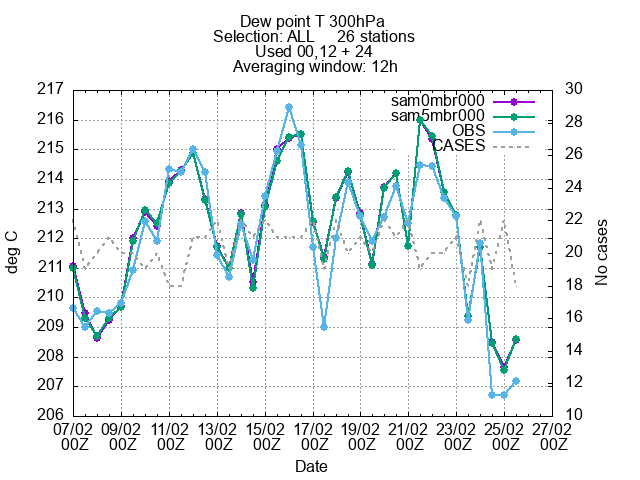 Dew point T 300hPa
Selection: ALL     26 stations
Used 00,12 + 24
Averaging window: 12h
217
216
215
214
213
212
211
210
209
208
207
206
deg C
30
28
26
24
22
20
18
16
14
12
10
No cases
sam0mbr000
sam5mbr000
OBS
CASES
07/02 09/02 11/02 13/02 15/02 17/02 19/02 21/02 23/02 25/02 27/02
00Z 00Z 00Z 00Z 00Z 00Z 00Z 00Z 00Z 00Z 00Z
Date